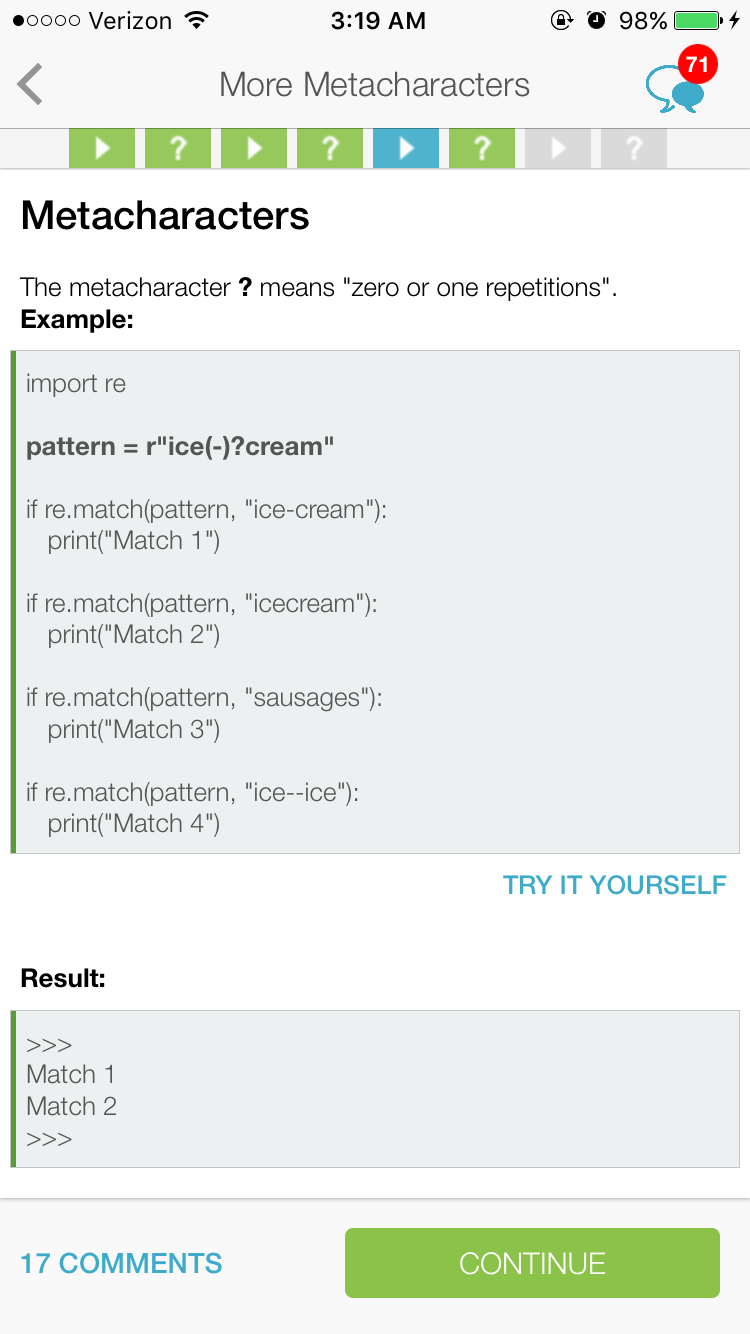 Verizon 3:19 AM 98%
More Metacharacters 71
? ? ? ?
Metacharacters
The metacharacter ? means "zero or one repetitions".
Example:
import re
pattern = r"ice(-)?cream"
if re.match(pattern, "ice-cream"):
print("Match 1")
if re.match(pattern, "icecream"):
print("Match 2")
if re.match(pattern, "sausages"):
print("Match 3")
if re.match(pattern, "ice--ice"):
print("Match 4")
TRY IT YOURSELF
Result:
>>>
Match 1
Match 2
>>>
17 COMMENTS CONTINUE